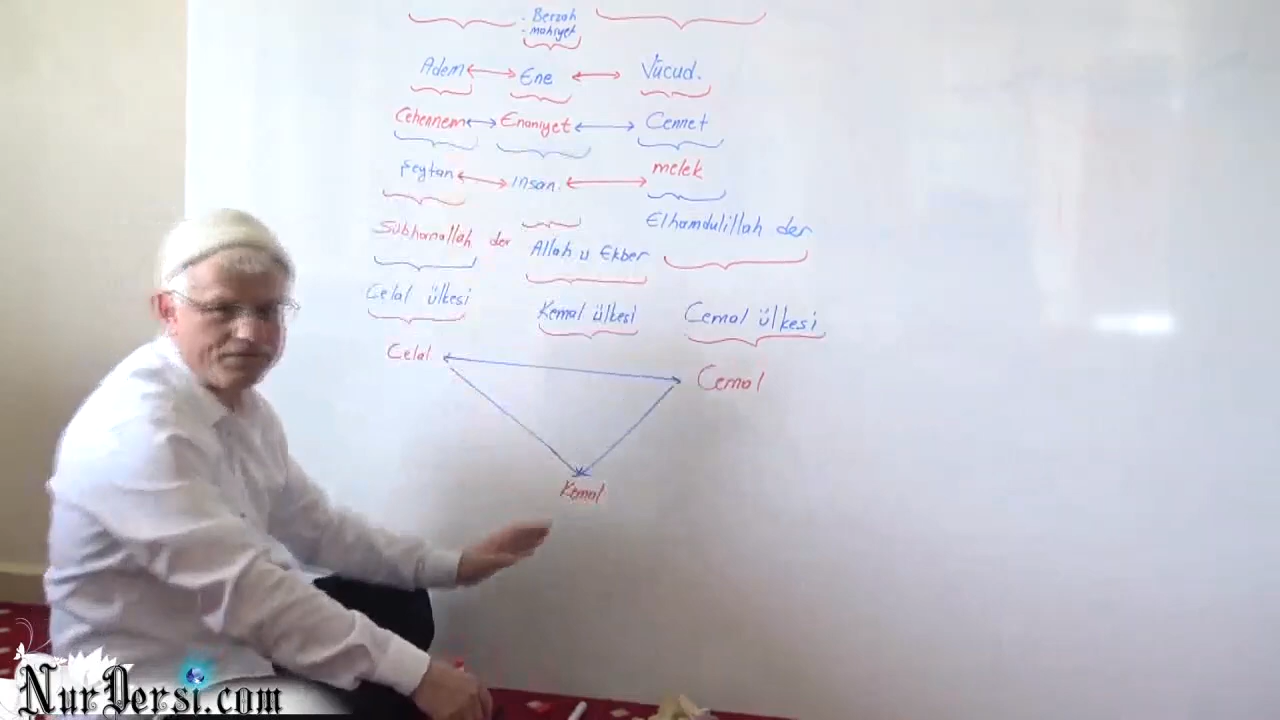 - Berzah
- mahiyet
Adem Ene Vücud.
Cehennem Enaniyet Cennet
Şeytan insan. melek
Sübhanallah der Allah u Ekber Elhamdulillah der
Celal ülkesi Kemal ülkesi Cemal ülkesi
Celal Cemal
Kemal
NurDersi.com